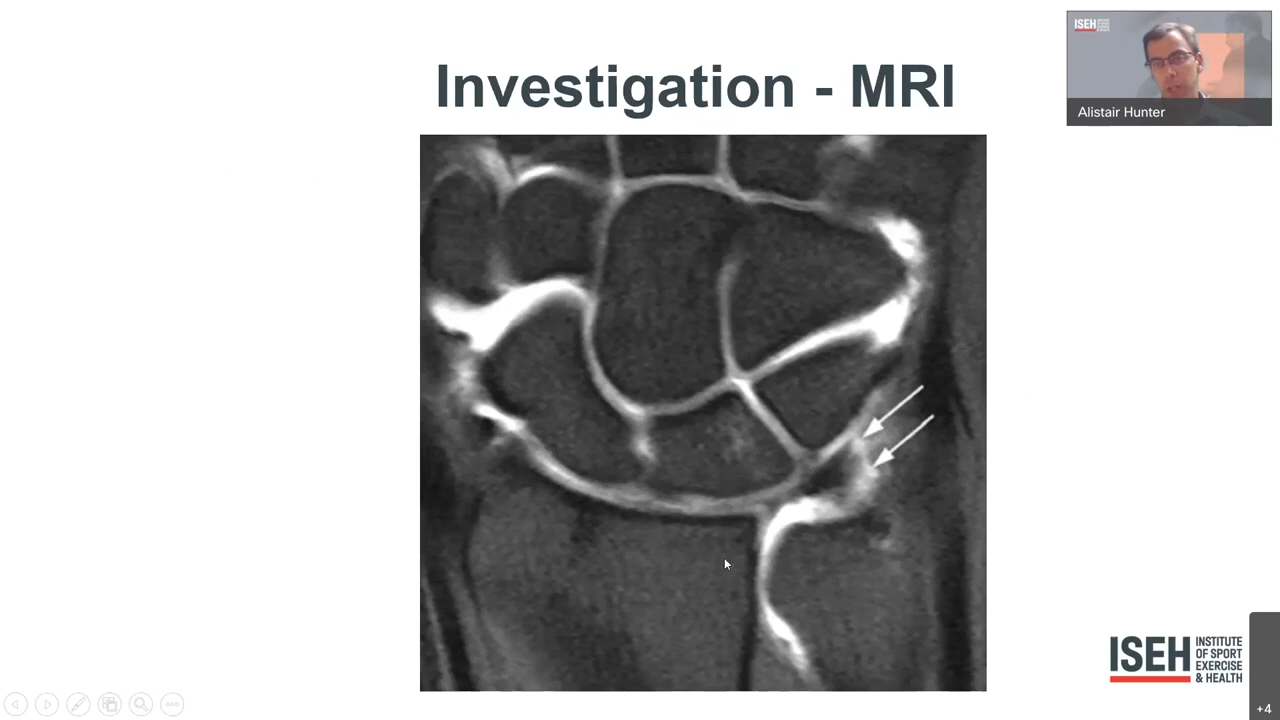 Investigation - MRI
ISEH
Alistair Hunter
ISEH INSTITUTE
OF SPORT
EXERCISE
& HEALTH
+4